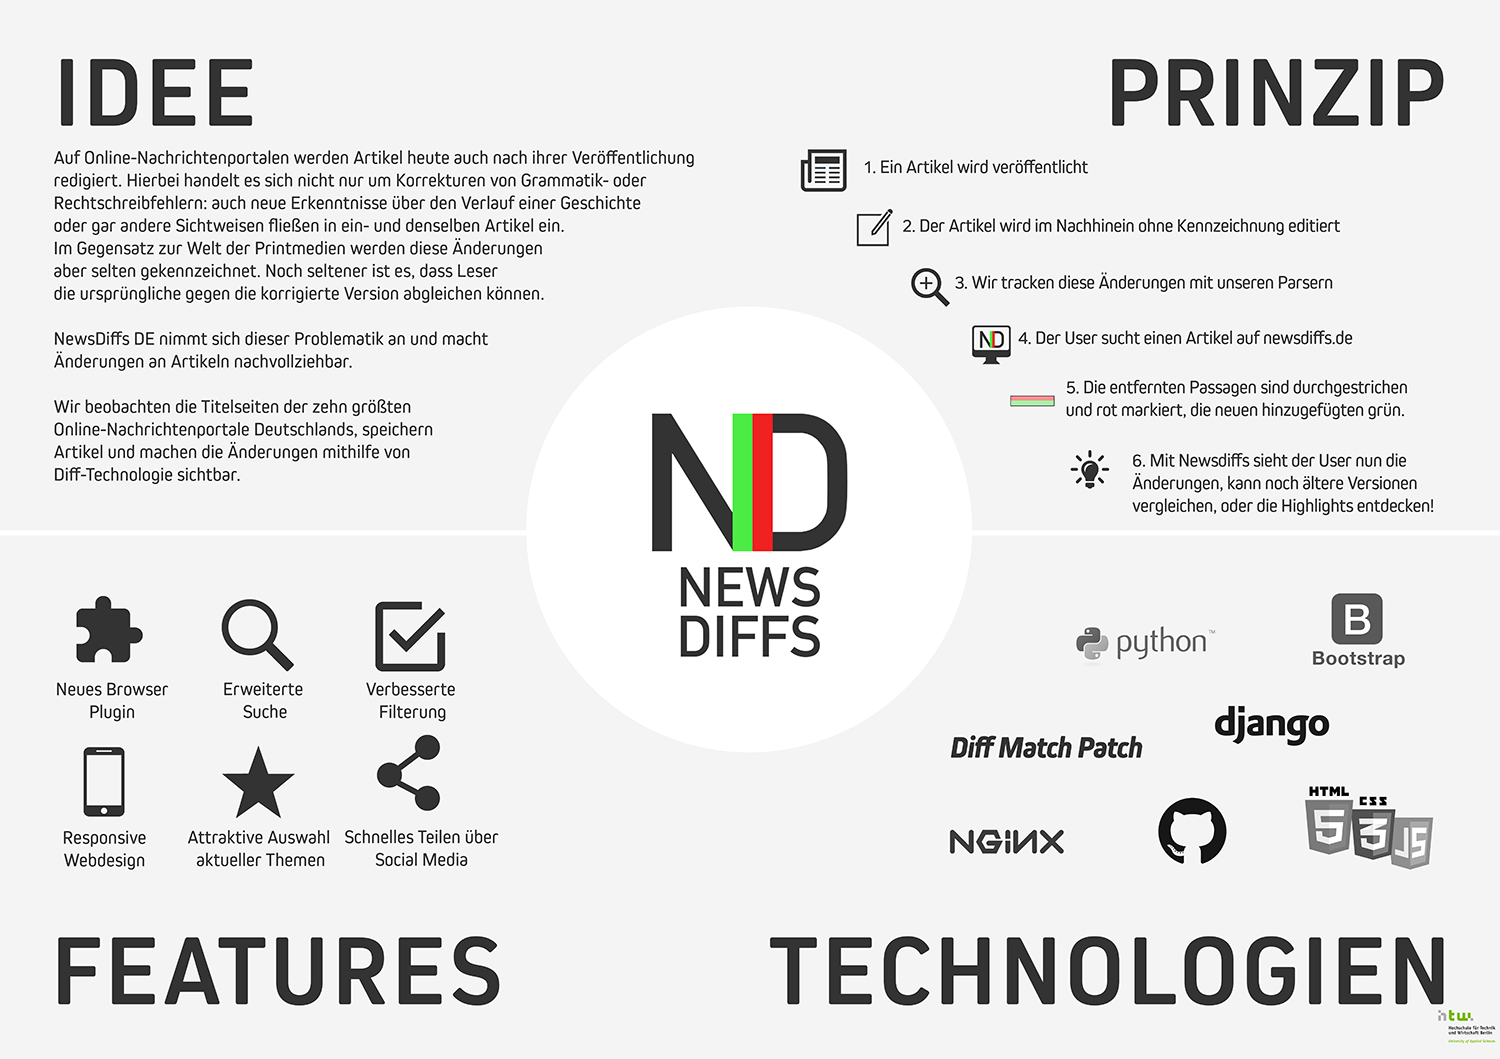 IDEE
Auf Online-Nachrichtenportalen werden Artikel heute auch nach ihrer Veröffentlichung
redigiert. Hierbei handelt es sich nicht nur um Korrekturen von Grammatik- oder
Rechtschreibfehlern: auch neue Erkenntnisse über den Verlauf einer Geschichte
oder gar andere Sichtweisen fließen in ein- und denselben Artikel ein.
Im Gegensatz zur Welt der Printmedien werden diese Änderungen
aber selten gekennzeichnet. Noch seltener ist es, dass Leser
die ursprüngliche gegen die korrigierte Version abgleichen können.
NewsDiffs DE nimmt sich dieser Problematik an und macht
Änderungen an Artikeln nachvollziehbar.
Wir beobachten die Titelseiten der zehn größten
Online-Nachrichtenportale Deutschlands, speichern
Artikel und machen die Änderungen mithilfe von
Diff-Technologie sichtbar.
PRINZIP
1. Ein Artikel wird veröffentlicht
2. Der Artikel wird im Nachhinein ohne Kennzeichnung editiert
3. Wir tracken diese Änderungen mit unseren Parsern
ND
4. Der User sucht einen Artikel auf newsdiffs.de
5. Die entfernten Passagen sind durchgestrichen
und rot markiert, die neuen hinzugefügten grün.
6. Mit Newsdiffs sieht der User nun die
Änderungen, kann noch ältere Versionen
vergleichen, oder die Highlights entdecken!
ND
NEWS
DIFFS
Neues Browser
Plugin
Erweiterte
Suche
Verbesserte
Filterung
Responsive
Webdesign
Attraktive Auswahl
aktueller Themen
Schnelles Teilen über
Social Media
FEATURES
python™
B
Bootstrap
django
Diff Match Patch
NGiNX
HTML
5
CSS
3
JS
TECHNOLOGIEN
htw.
Hochschule für Technik
und Wirtschaft Berlin
University of Applied Sciences